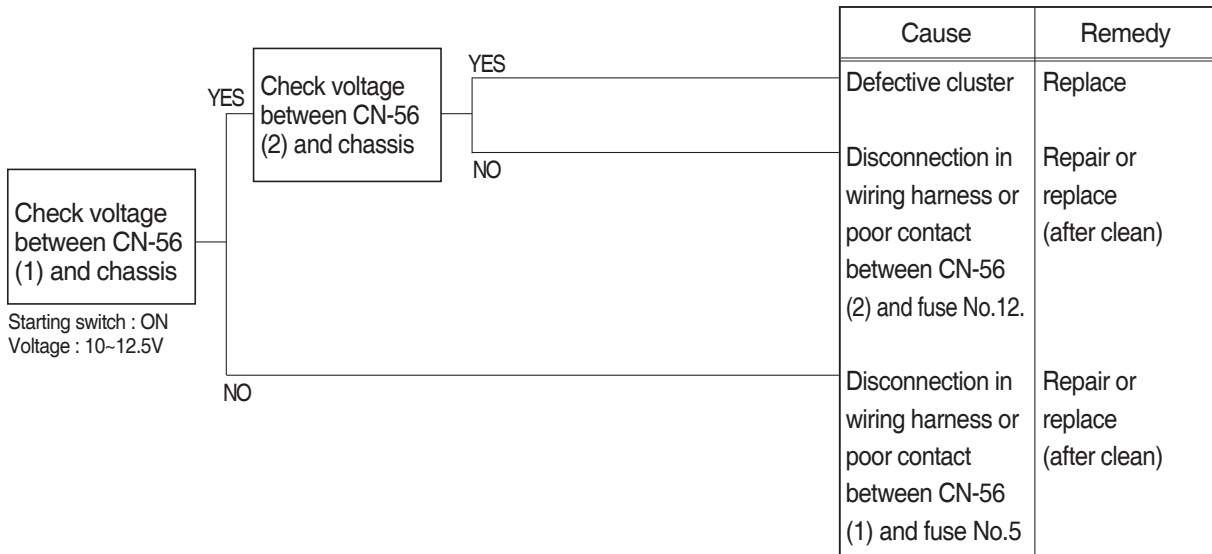 Check voltage
between CN-56
(1) and chassis
Starting switch : ON
Voltage : 10~12.5V
YES
NO
Check voltage
between CN-56
(2) and chassis
YES
NO
Cause
Remedy
Defective cluster
Replace
Disconnection in
wiring harness or
poor contact
between CN-56
(2) and fuse No.12.
Repair or
replace
(after clean)
Disconnection in
wiring harness or
poor contact
between CN-56
(1) and fuse No.5
Repair or
replace
(after clean)